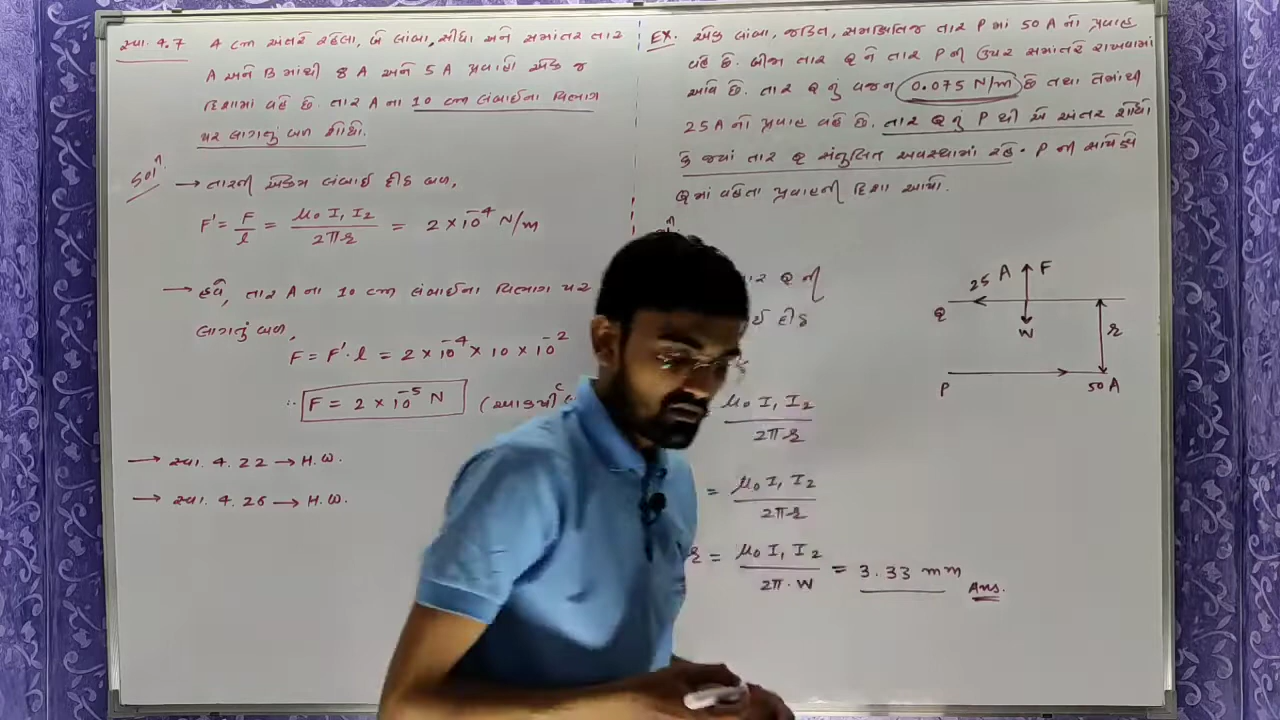 સ્વા. 4.7 4 cm અંતરે રહેલા, બે લાંબા, સીધા અને સમાંતર તાર
A અને B માંથી 8 A અને 5 A પ્રવાહો એક જ
દિશામાં વહે છે. તાર A ના 10 cm લંબાઈના વિભાગ
પર લાગતું બળ શોધો.
Solⁿ.
→ તારની એકમ લંબાઈ દીઠ બળ,
F' = F/l = μ₀ I₁ I₂ / 2πr = 2 × 10⁻⁴ N/m
→ હવે, તાર A ના 10 cm લંબાઈના વિભાગ પર
લાગતું બળ,
F = F'·l = 2 × 10⁻⁴ × 10 × 10⁻²
∴ F = 2 × 10⁻⁵ N
→ સ્વા. 4.22 → H.W.
→ સ્વા. 4.26 → H.W.
EX. એક લાંબા, જડિત, સમક્ષિતિજ તાર P માં 50 A નો પ્રવાહ
વહે છે. બીજા તાર Q ને તાર P ની ઉપર સમાંતરે રાખવામાં
આવે છે. તાર Q નું વજન 0.075 N/m છે તથા તેમાંથી
25 A નો પ્રવાહ વહે છે. તાર Q નું P થી એ અંતર શોધો
કે જ્યાં તાર Q સંતુલિત અવસ્થામાં રહે. P ની સાપેક્ષે
Q માં વહેતા પ્રવાહની દિશા આપો.
Q ની
દીઠ
μ₀ I₁ I₂ / 2πr
= μ₀ I₁ I₂ / 2πr
r = μ₀ I₁ I₂ / 2π·W = 3.33 mm Ans.
25 A F
Q W r
P 50 A